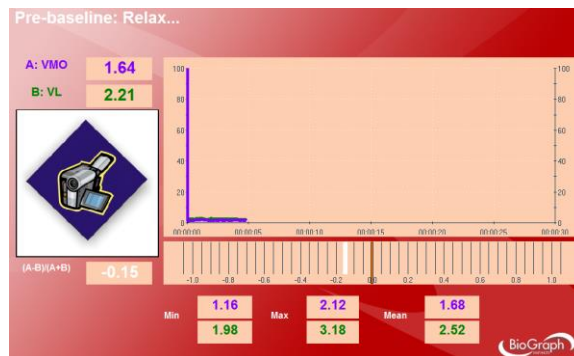 Pre-baseline: Relax...
A: VMO 1.64
B: VL 2.21
100 100
80 80
60 60
40 40
20 20
0 0
00:00:00 00:00:05 00:00:10 00:00:15 00:00:20 00:00:25 00:00:30
(A-B)/(A+B) -0.15
-1.0 -0.8 -0.6 -0.4 -0.2 0.0 0.2 0.4 0.6 0.8 1.0
Min 1.16 Max 2.12 Mean 1.68
1.98 3.18 2.52
BioGraph